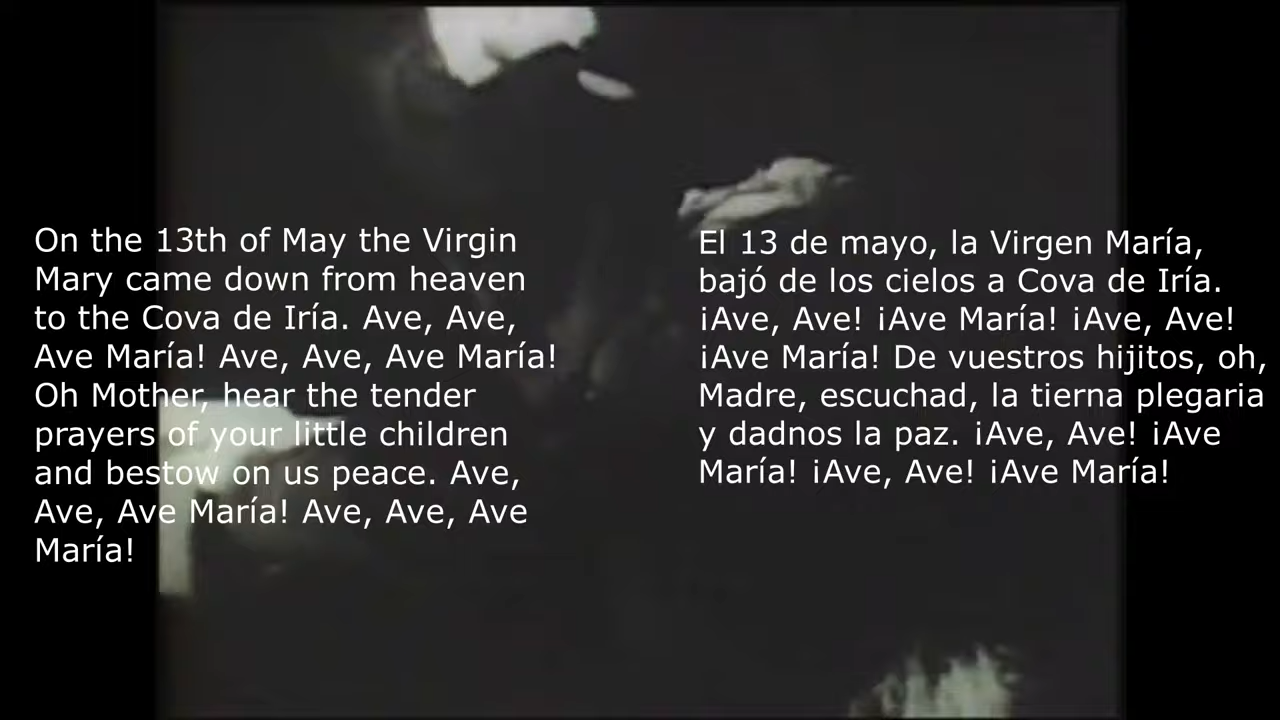 On the 13th of May the Virgin
Mary came down from heaven
to the Cova de Iría. Ave, Ave,
Ave María! Ave, Ave, Ave María!
Oh Mother, hear the tender
prayers of your little children
and bestow on us peace. Ave,
Ave, Ave María! Ave, Ave, Ave
María!
El 13 de mayo, la Virgen María,
bajó de los cielos a Cova de Iría.
¡Ave, Ave! ¡Ave María! ¡Ave, Ave!
¡Ave María! De vuestros hijitos, oh,
Madre, escuchad, la tierna plegaria
y dadnos la paz. ¡Ave, Ave! ¡Ave
María! ¡Ave, Ave! ¡Ave María!